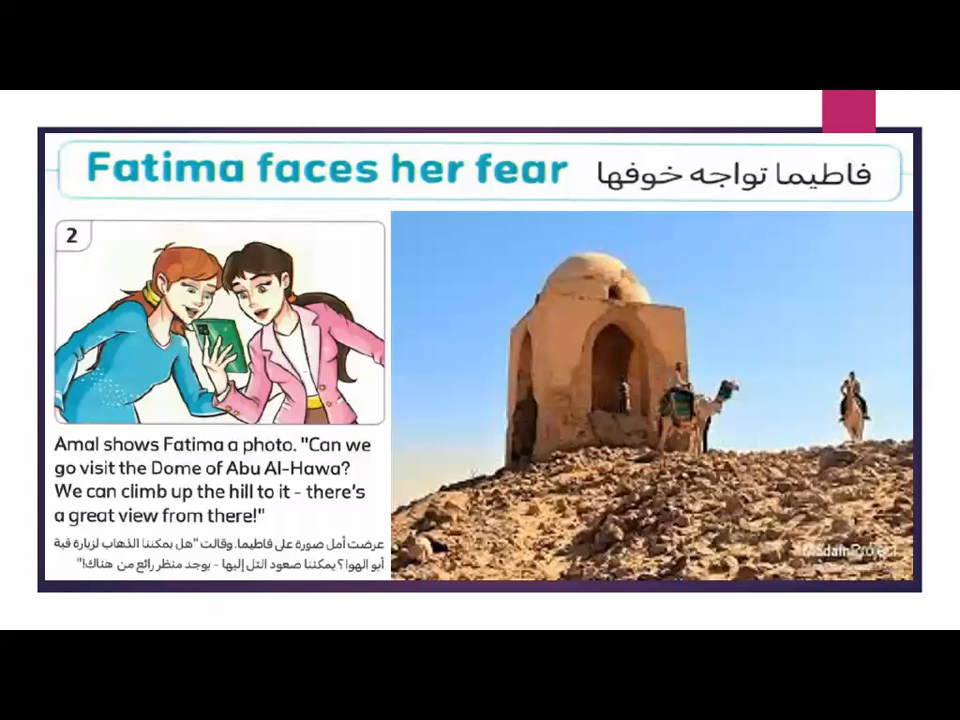 Fatima faces her fear فاطيما تواجه خوفها
2
Amal shows Fatima a photo. "Can we
go visit the Dome of Abu Al-Hawa?
We can climb up the hill to it - there's
a great view from there!"
عرضت أمل صورة على فاطيما. وقالت "هل يمكننا الذهاب لزيارة قبة
أبو الهوا؟ يمكننا صعود التل إليها - يوجد منظر رائع من هناك!"
Madain Project